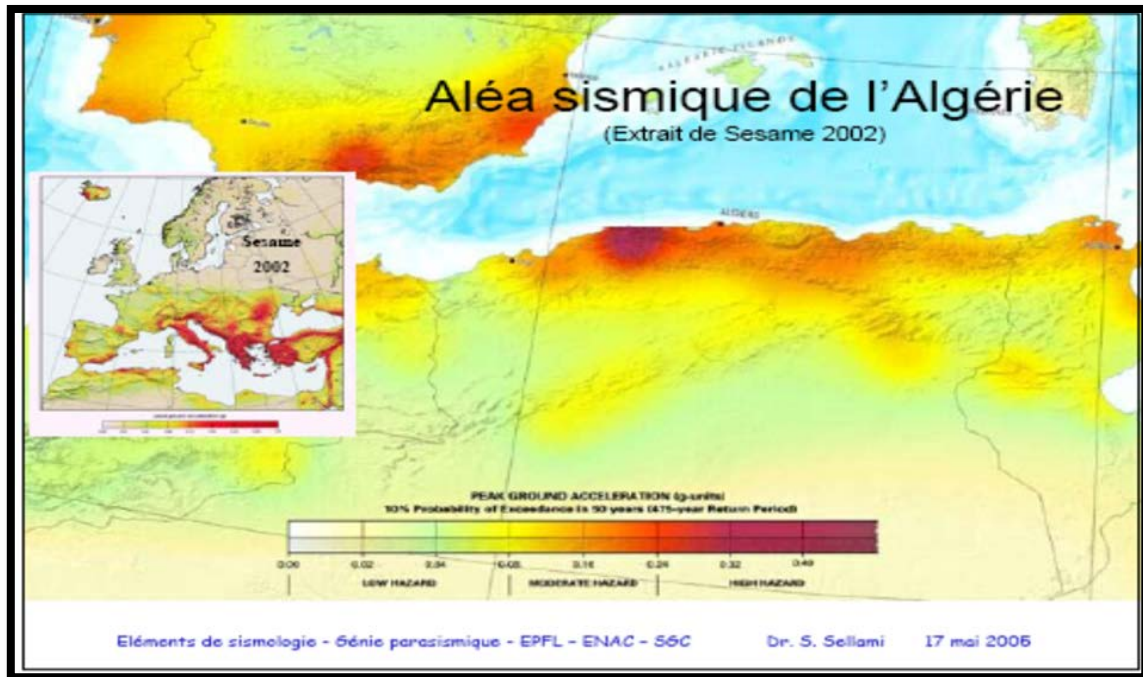 BALEARIC ISLANDS
Aléa sismique de l'Algérie
(Extrait de Sesame 2002)
Sesame
2002
ALGERS
PEAK GROUND ACCELERATION (g-units)
10% Probability of Exceedance in 50 years (475-year Return Period)
0.00 0.02 0.04 0.08 0.16 0.24 0.32 0.40
LOW HAZARD MODERATE HAZARD HIGH HAZARD
Eléments de sismologie - Génie parasismique - EPFL - ENAC - SGC Dr. S. Sellami 17 mai 2005